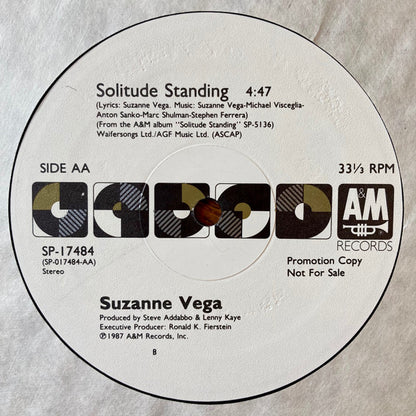 Solitude Standing 4:47
(Lyrics: Suzanne Vega. Music: Suzanne Vega-Michael Visceglia-
Anton Sanko-Marc Shulman-Stephen Ferrera)
(From the A&M album "Solitude Standing" SP-5136)
Waifersongs Ltd./AGF Music Ltd. (ASCAP)
SIDE AA
33⅓ RPM
A&M
RECORDS
SP-17484
(SP-017484-AA)
Stereo
Promotion Copy
Not For Sale
Suzanne Vega
Produced by Steve Addabbo & Lenny Kaye
Executive Producer: Ronald K. Fierstein
℗1987 A&M Records, Inc.
B